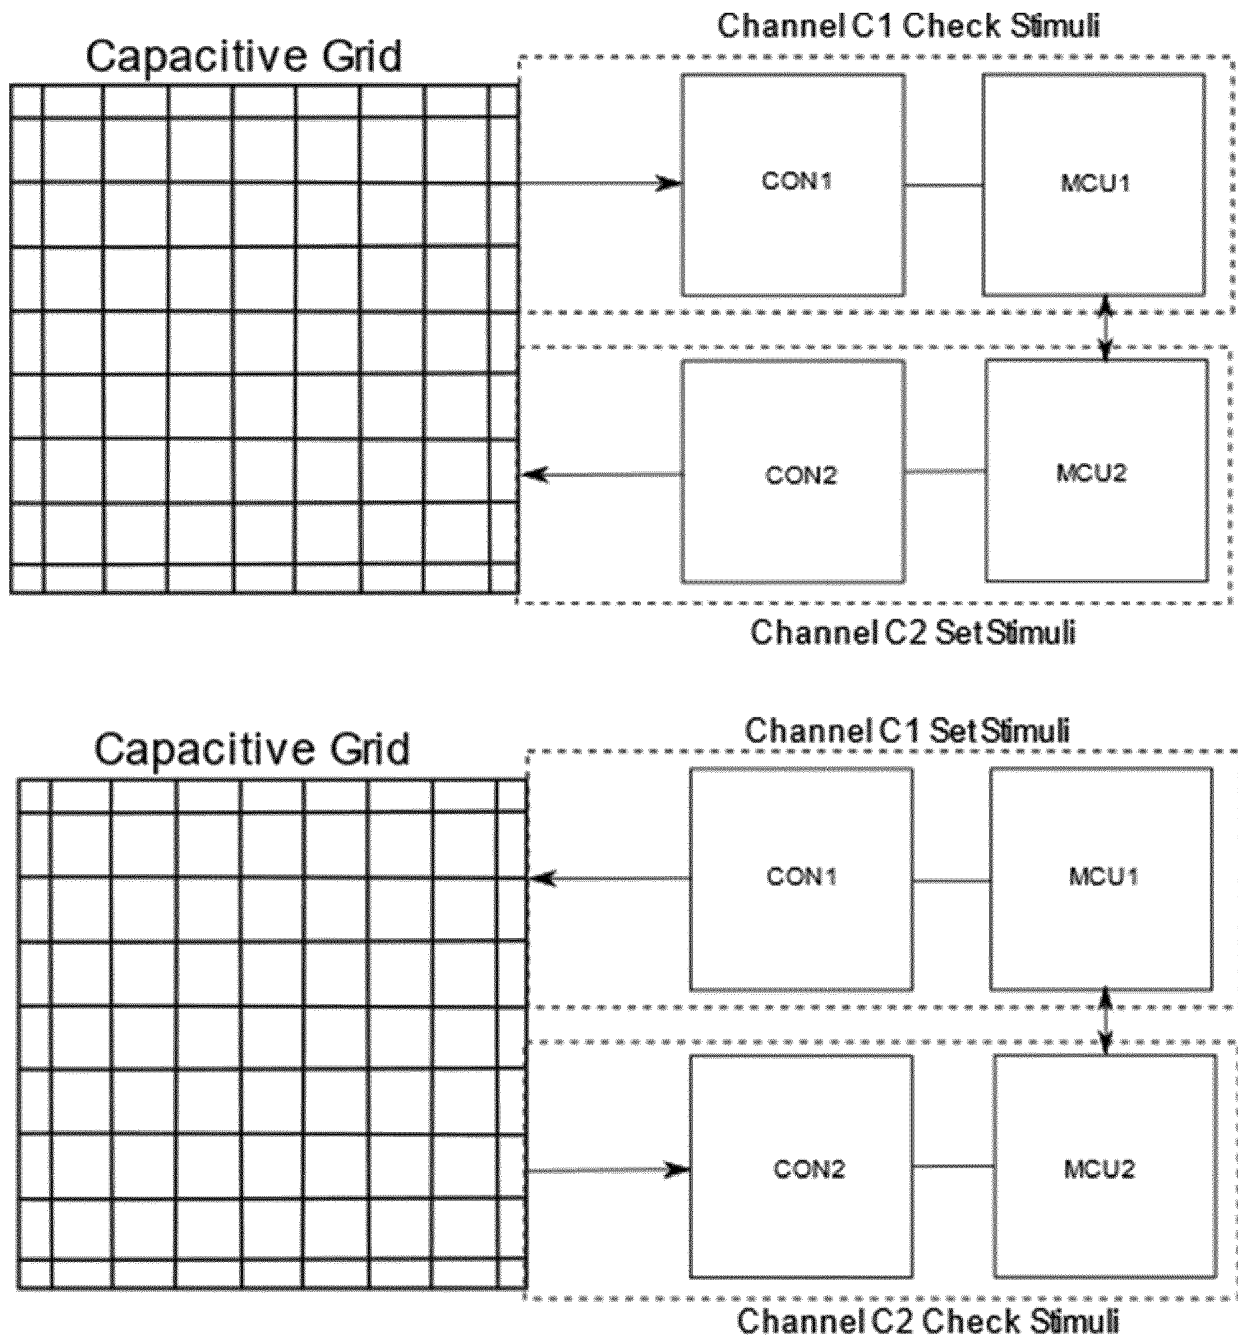 Channel C1 Check Stimuli
Capacitive Grid
CON1
MCU1
CON2
MCU2
Channel C2 Set Stimuli
Channel C1 Set Stimuli
Capacitive Grid
CON1
MCU1
CON2
MCU2
Channel C2 Check Stimuli